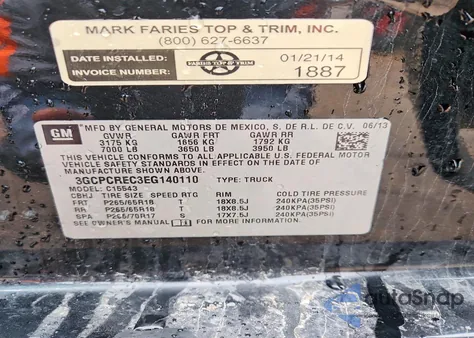 MARK FARIES TOP & TRIM, INC.
(800) 627-6637
DATE INSTALLED: 01/21/14
FARIES TOP & TRIM
INVOICE NUMBER: 1887
GM MFD BY GENERAL MOTORS DE MEXICO, S. DE R.L. DE C.V. 06/13
GVWR GAWR FRT GAWR RR
3175 KG 1656 KG 1792 KG
7000 LB 3650 LB 3950 LB
THIS VEHICLE CONFORMS TO ALL APPLICABLE U.S. FEDERAL MOTOR
VEHICLE SAFETY STANDARDS IN EFFECT ON THE DATE OF
MANUFACTURE SHOWN ABOVE.
3GCPCREC3EG140110 TYPE: TRUCK
MODEL: C15543
CBHJ TIRE SIZE SPEED RTG RIM COLD TIRE PRESSURE
FRT P265/65R18 T 18X8.5J 240KPA(35PSI)
RR P265/65R18 T 18X8.5J 240KPA(35PSI)
SPA P265/70R17 S 17X7.5J 240KPA(35PSI)
SEE OWNER'S MANUAL FOR MORE INFORMATION.
AutoSnap